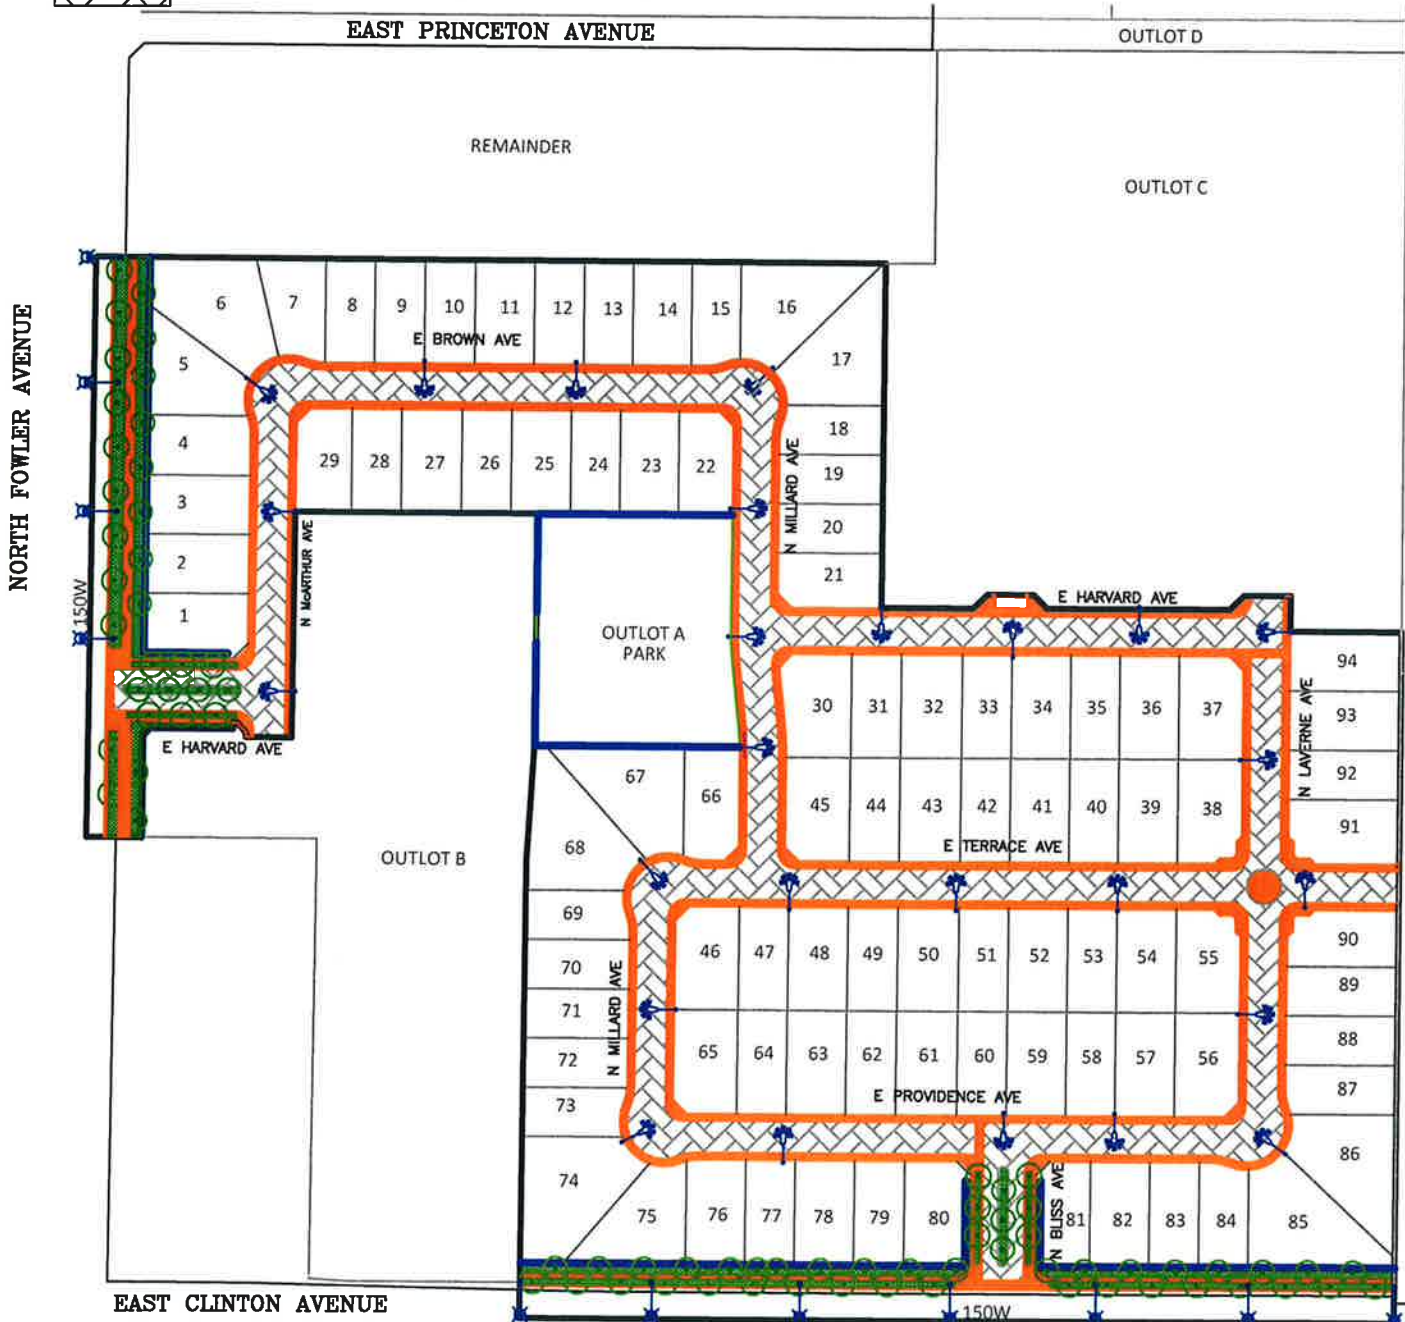 EAST PRINCETON AVENUE
OUTLOT D
REMAINDER
OUTLOT C
NORTH FOWLER AVENUE
6 7 8 9 10 11 12 13 14 15 16
E BROWN AVE
5
17
4
29 28 27 26 25 24 23 22
18
N MILLARD AVE
3
19
20
2
N McARTHUR AVE
21
150W
1
OUTLOT A
PARK
E HARVARD AVE
94
30 31 32 33 34 35 36 37
93
N LAVERNE AVE
E HARVARD AVE
67
92
66
45 44 43 42 41 40 39 38
91
E TERRACE AVE
68
OUTLOT B
69
46 47 48 49 50 51 52 53 54 55
90
70
89
N MILLARD AVE
71
72
65 64 63 62 61 60 59 58 57 56
88
73
E PROVIDENCE AVE
87
86
74
75 76 77 78 79 80
N BLISS AVE
81 82 83 84 85
EAST CLINTON AVENUE
150W